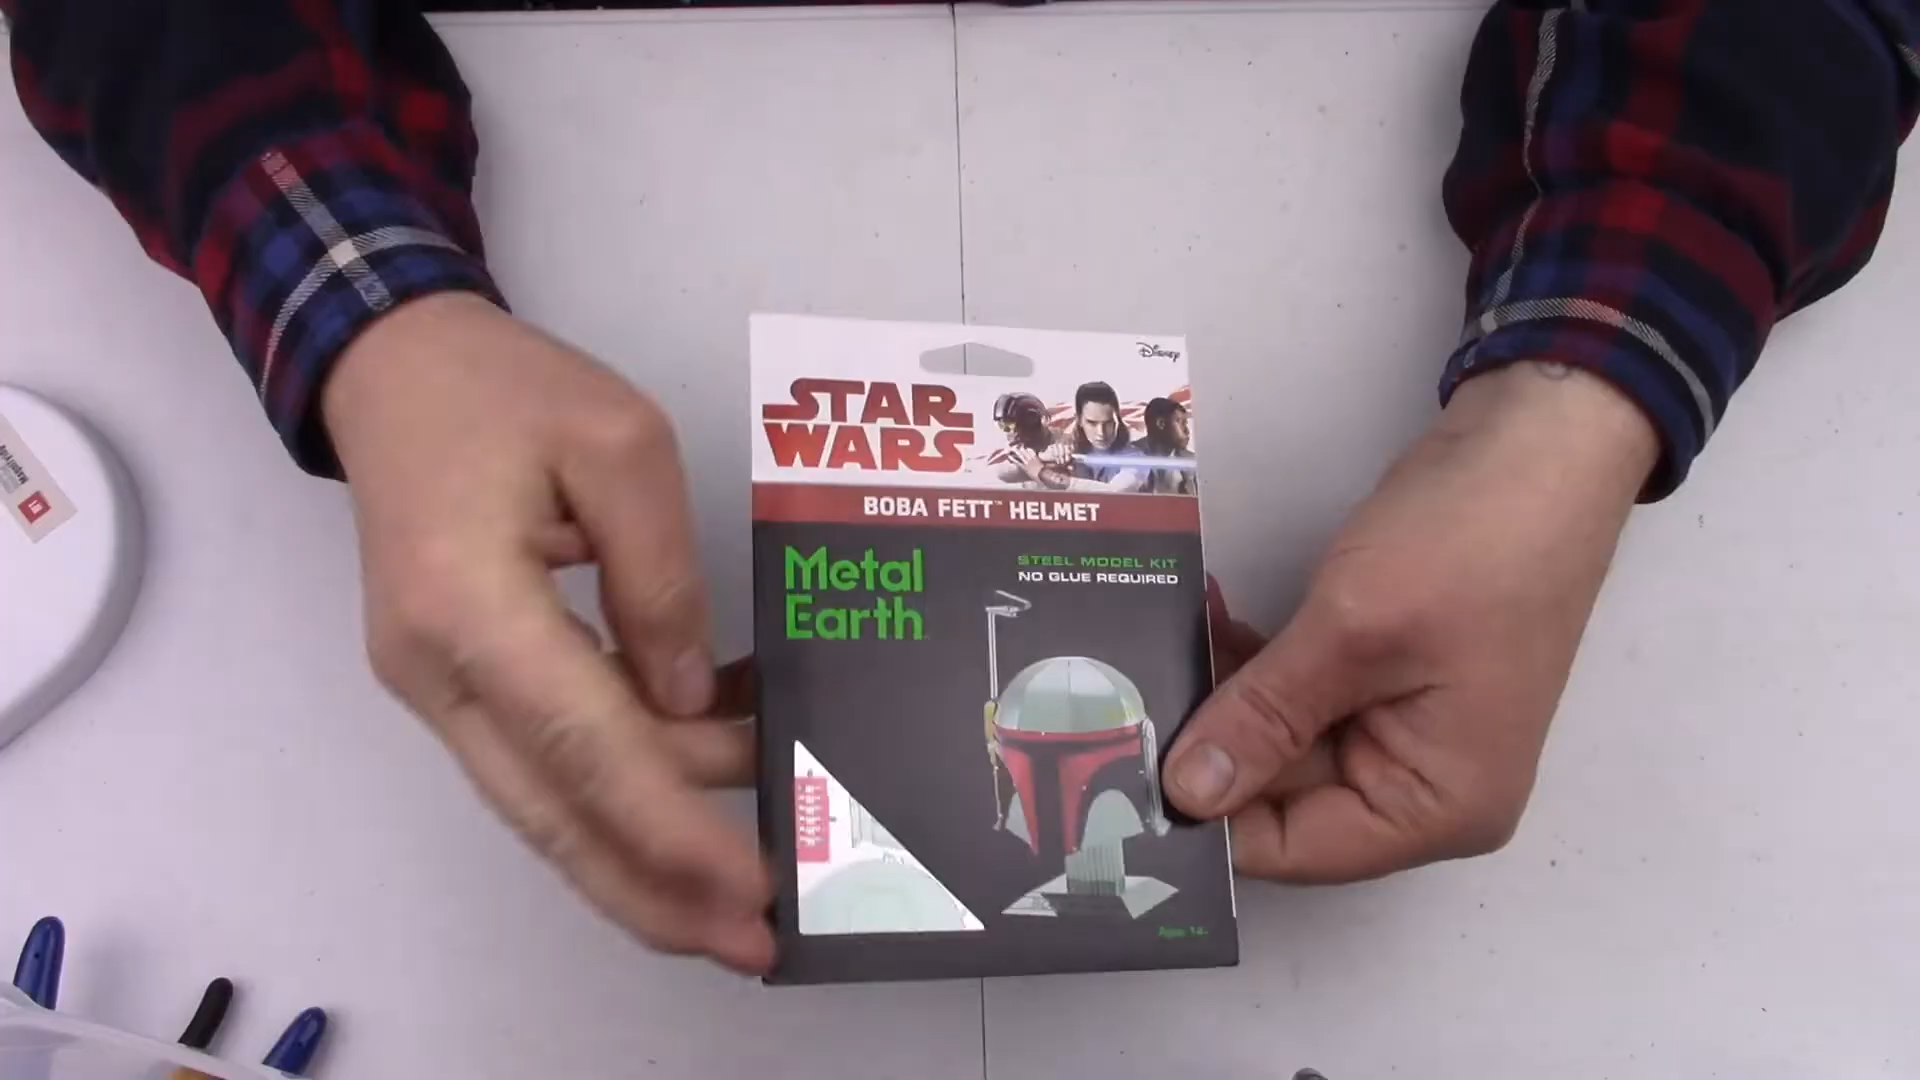 Disney
STAR
WARS
BOBA FETT™ HELMET
Metal
Earth
STEEL MODEL KIT
NO GLUE REQUIRED